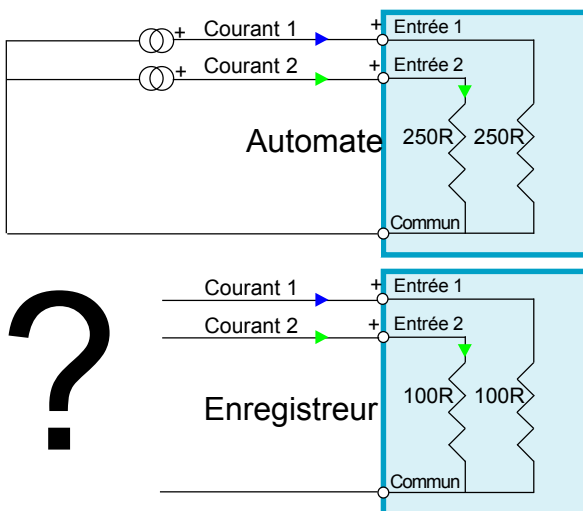 + Courant 1 + Entrée 1
+ Courant 2 + Entrée 2
Automate 250R 250R
Commun
Courant 1 + Entrée 1
Courant 2 + Entrée 2
?
Enregistreur 100R 100R
Commun